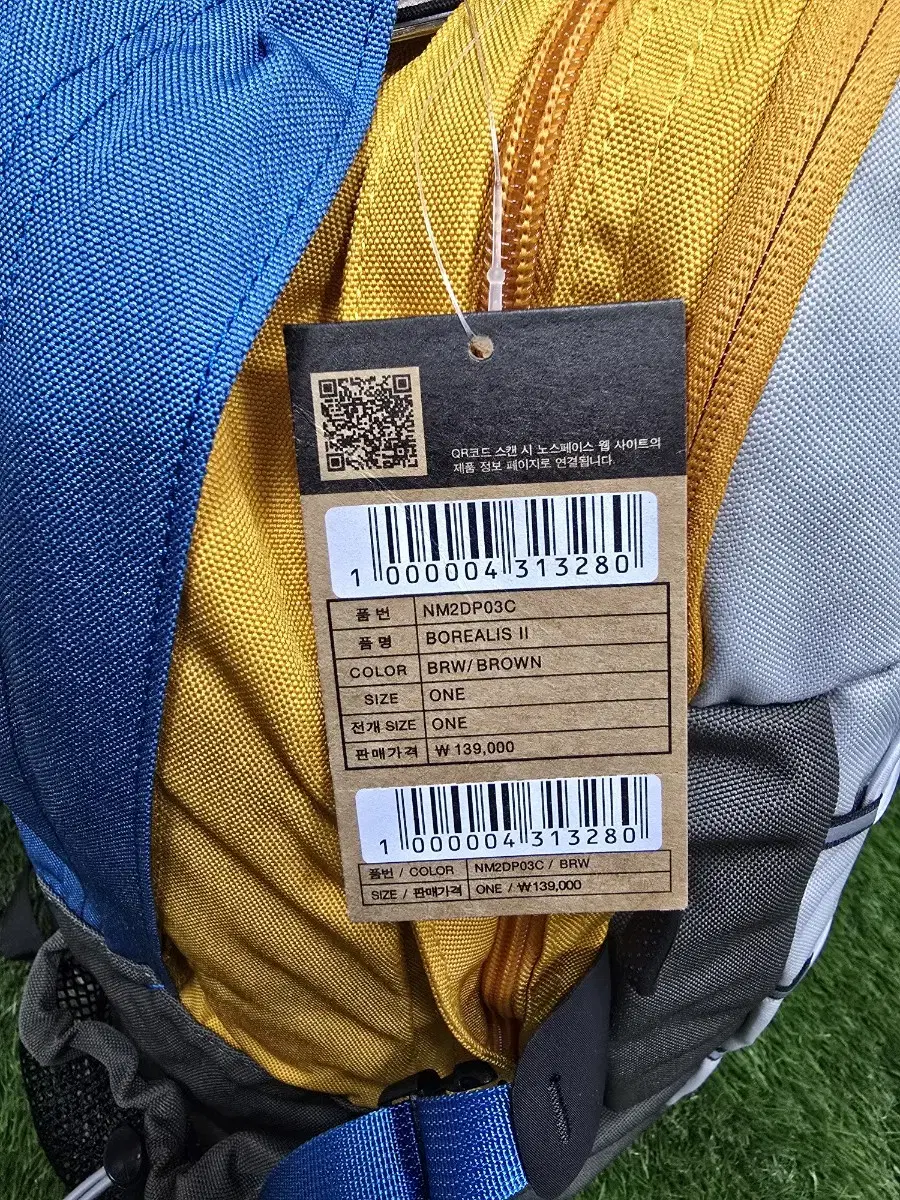 QR코드 스캔 시 노스페이스 웹 사이트의
제품 정보 페이지로 연결됩니다.
1 000004 313280
품 번 NM2DP03C
품 명 BOREALIS II
COLOR BRW/ BROWN
SIZE ONE
전개 SIZE ONE
판매가격 ₩ 139,000
1 000004 313280
품번 / COLOR NM2DP03C / BRW
SIZE / 판매가격 ONE / ₩139,000